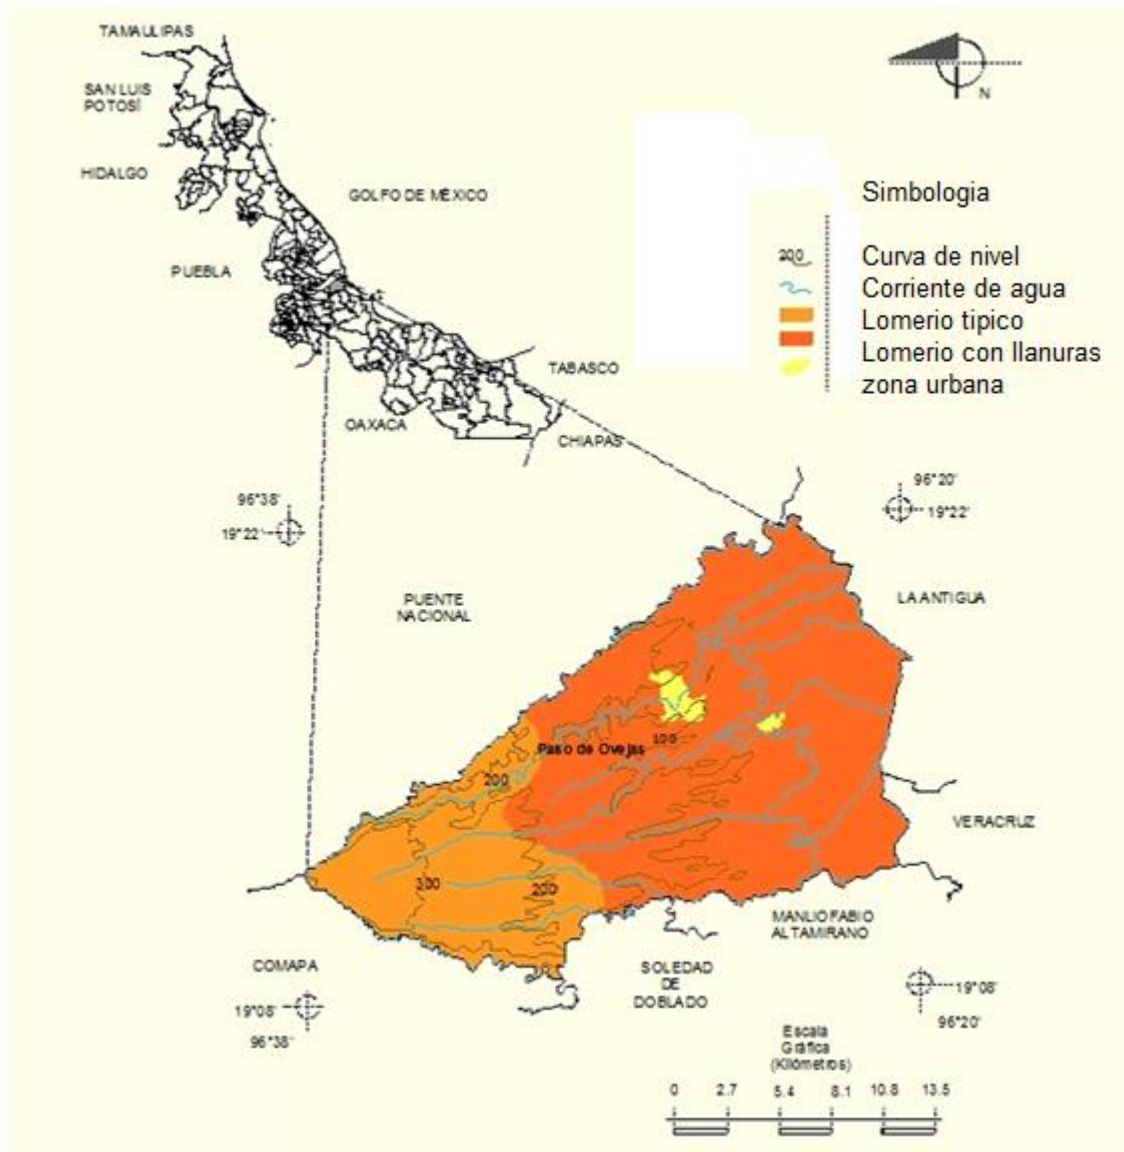 TAMAULIPAS
SAN LUIS
POTOSÍ
HIDALGO
GOLFO DE MÉXICO
PUEBLA
TABASCO
OAXACA
CHIAPAS
N
Simbologia
200
Curva de nivel
Corriente de agua
Lomerio tipico
Lomerio con llanuras
zona urbana
96°38'
19°22'
96°20'
19°22'
PUENTE
NACIONAL
LA ANTIGUA
100
Paso de Ovejas
200
300
200
VERACRUZ
MANLIO FABIO
ALTAMIRANO
COMAPA
SOLEDAD
DE
DOBLADO
19°08'
96°38'
19°08'
96°20'
Escala
Gráfica
(Kilómetros)
0 2.7 5.4 8.1 10.8 13.5